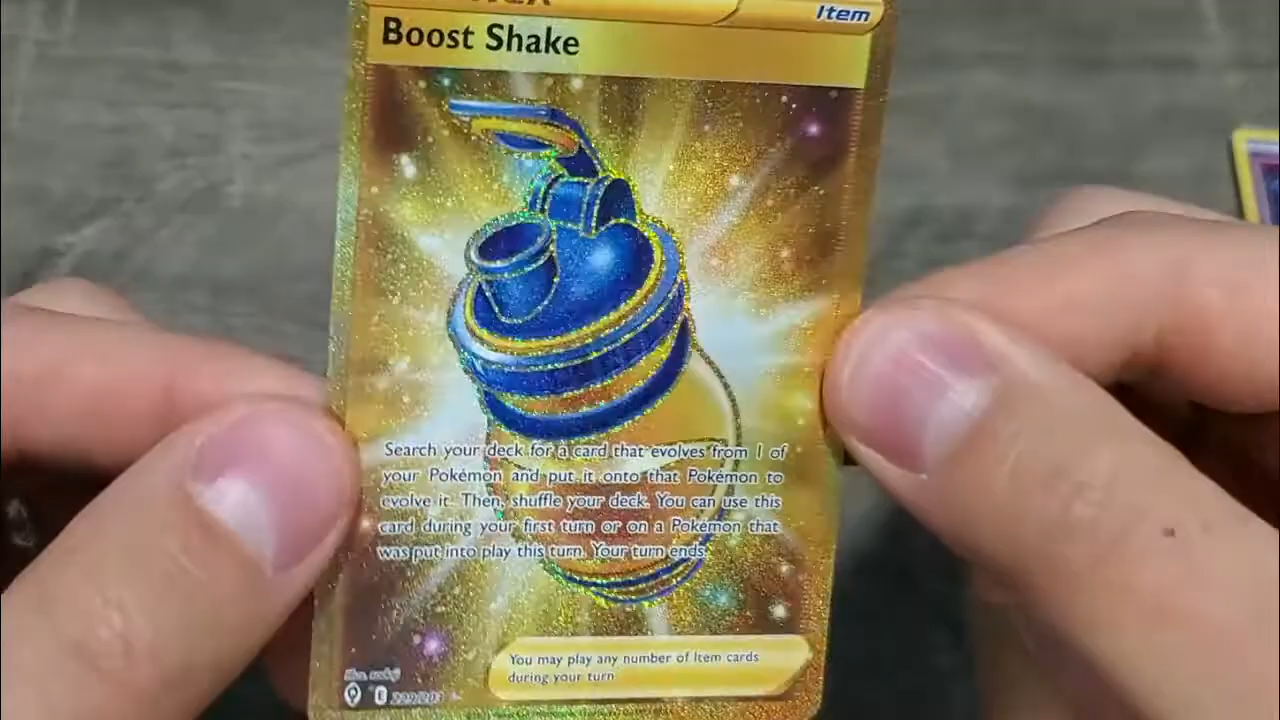 Item
Boost Shake
Search your deck for a card that evolves from 1 of
your Pokémon and put it onto that Pokémon to
evolve it. Then, shuffle your deck. You can use this
card during your first turn or on a Pokémon that
was put into play this turn. Your turn ends.
You may play any number of Item cards
during your turn
E 229/203